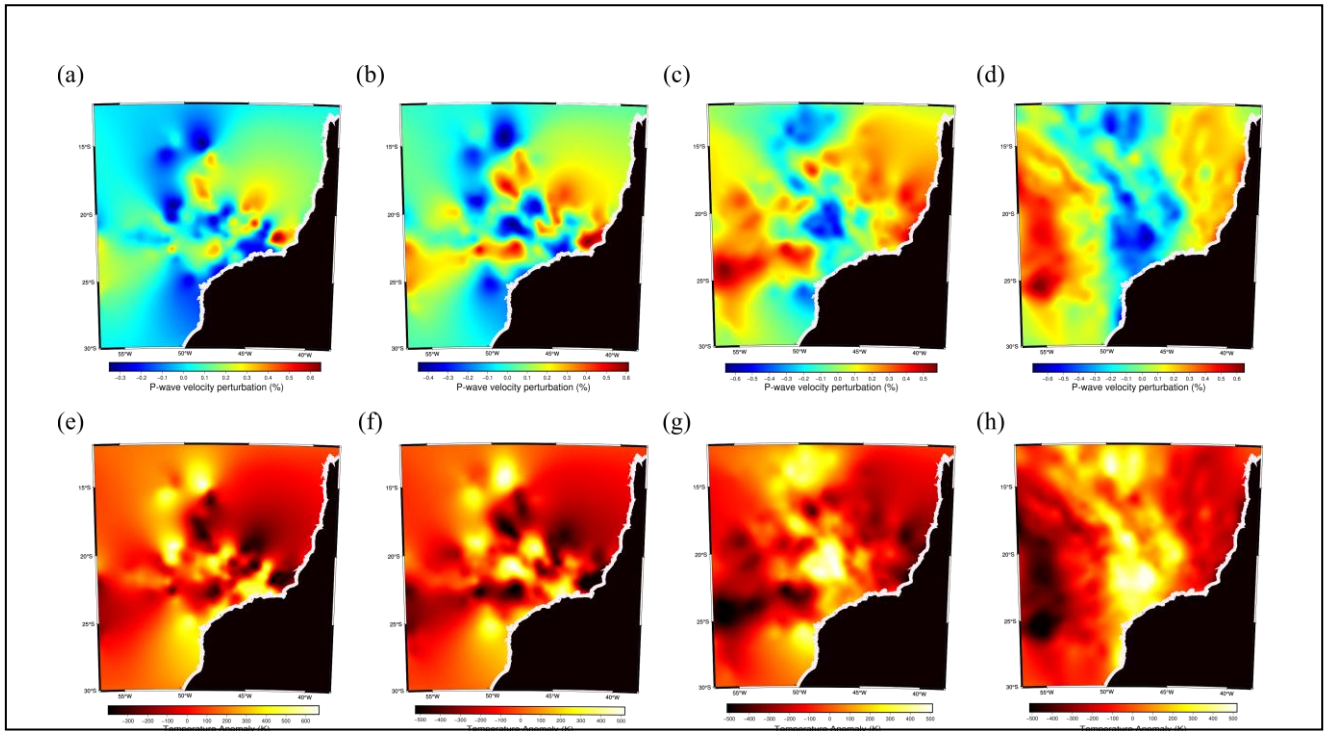 (a) (b) (c) (d)
15°S 15°S 15°S 15°S
20°S 20°S 20°S 20°S
25°S 25°S 25°S 25°S
30°S 30°S 30°S 30°S
55°W 50°W 45°W 40°W 55°W 50°W 45°W 40°W 55°W 50°W 45°W 40°W 55°W 50°W 45°W 40°W
-0.3 -0.2 -0.1 0.0 0.1 0.2 0.3 0.4 0.5 0.6 -0.4 -0.3 -0.2 -0.1 0.0 0.1 0.2 0.3 0.4 0.5 0.6 -0.6 -0.5 -0.4 -0.3 -0.2 -0.1 0.0 0.1 0.2 0.3 0.4 0.5 -0.6 -0.5 -0.4 -0.3 -0.2 -0.1 0.0 0.1 0.2 0.3 0.4 0.5 0.6
P-wave velocity perturbation (%) P-wave velocity perturbation (%) P-wave velocity perturbation (%) P-wave velocity perturbation (%)
(e) (f) (g) (h)
15°S 15°S 15°S 15°S
20°S 20°S 20°S 20°S
25°S 25°S 25°S 25°S
30°S 30°S 30°S 30°S
55°W 50°W 45°W 40°W 55°W 50°W 45°W 40°W 55°W 50°W 45°W 40°W 55°W 50°W 45°W 40°W
-300 -200 -100 0 100 200 300 400 500 600 -500 -400 -300 -200 -100 0 100 200 300 400 500 -500 -400 -300 -200 -100 0 100 200 300 400 500 -500 -400 -300 -200 -100 0 100 200 300 400 500
Temperature Anomaly (K) Temperature Anomaly (K) Temperature Anomaly (K) Temperature Anomaly (K)